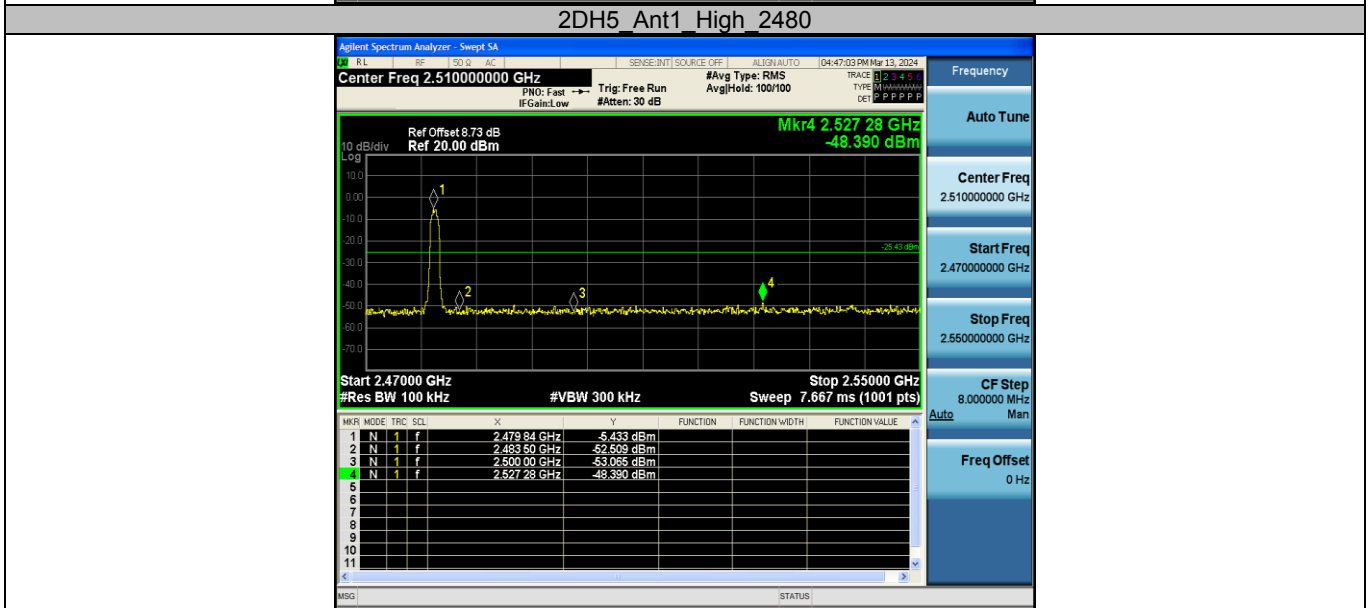 2DH5_Ant1_High_2480
Agilent Spectrum Analyzer - Swept SA
LXI RL RF 50 Ω AC SENSE:INT SOURCE OFF ALIGN AUTO 04:47:03 PM Mar 13, 2024
Center Freq 2.510000000 GHz
PNO: Fast
IFGain:Low
Trig: Free Run
#Atten: 30 dB
#Avg Type: RMS
Avg|Hold: 100/100
TRACE 1 2 3 4 5 6
TYPE M
DET P P P P P P
Mkr4 2.527 28 GHz
-48.390 dBm
Ref Offset 8.73 dB
10 dB/div Ref 20.00 dBm
Log
10.0
0.00
-10.0
-20.0
-30.0
-40.0
-50.0
-60.0
-70.0
1
2
3
4
-25.43 dBm
Start 2.47000 GHz Stop 2.55000 GHz
#Res BW 100 kHz #VBW 300 kHz Sweep 7.667 ms (1001 pts)
MKR MODE TRC SCL X Y FUNCTION FUNCTION WIDTH FUNCTION VALUE
1 N 1 f 2.479 84 GHz -5.433 dBm
2 N 1 f 2.483 50 GHz -52.509 dBm
3 N 1 f 2.500 00 GHz -53.065 dBm
4 N 1 f 2.527 28 GHz -48.390 dBm
5
6
7
8
9
10
11
MSG STATUS
Frequency
Auto Tune
Center Freq
2.510000000 GHz
Start Freq
2.470000000 GHz
Stop Freq
2.550000000 GHz
CF Step
8.000000 MHz
Auto Man
Freq Offset
0 Hz